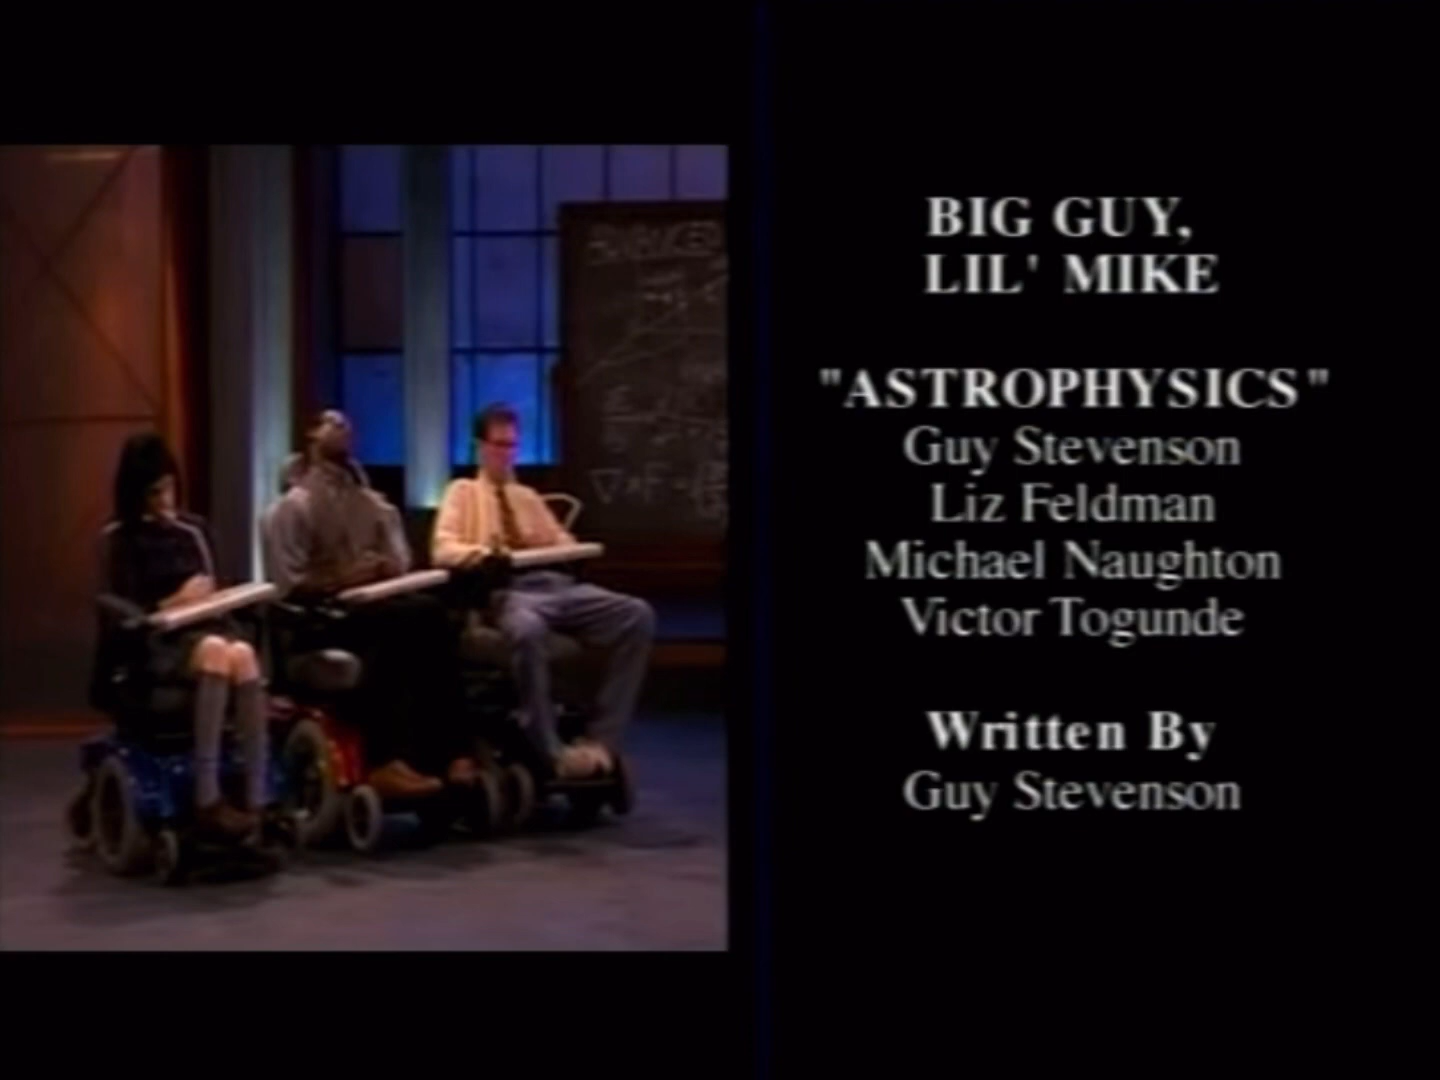 BIG GUY,
LIL' MIKE
"ASTROPHYSICS"
Guy Stevenson
Liz Feldman
Michael Naughton
Victor Togunde
Written By
Guy Stevenson